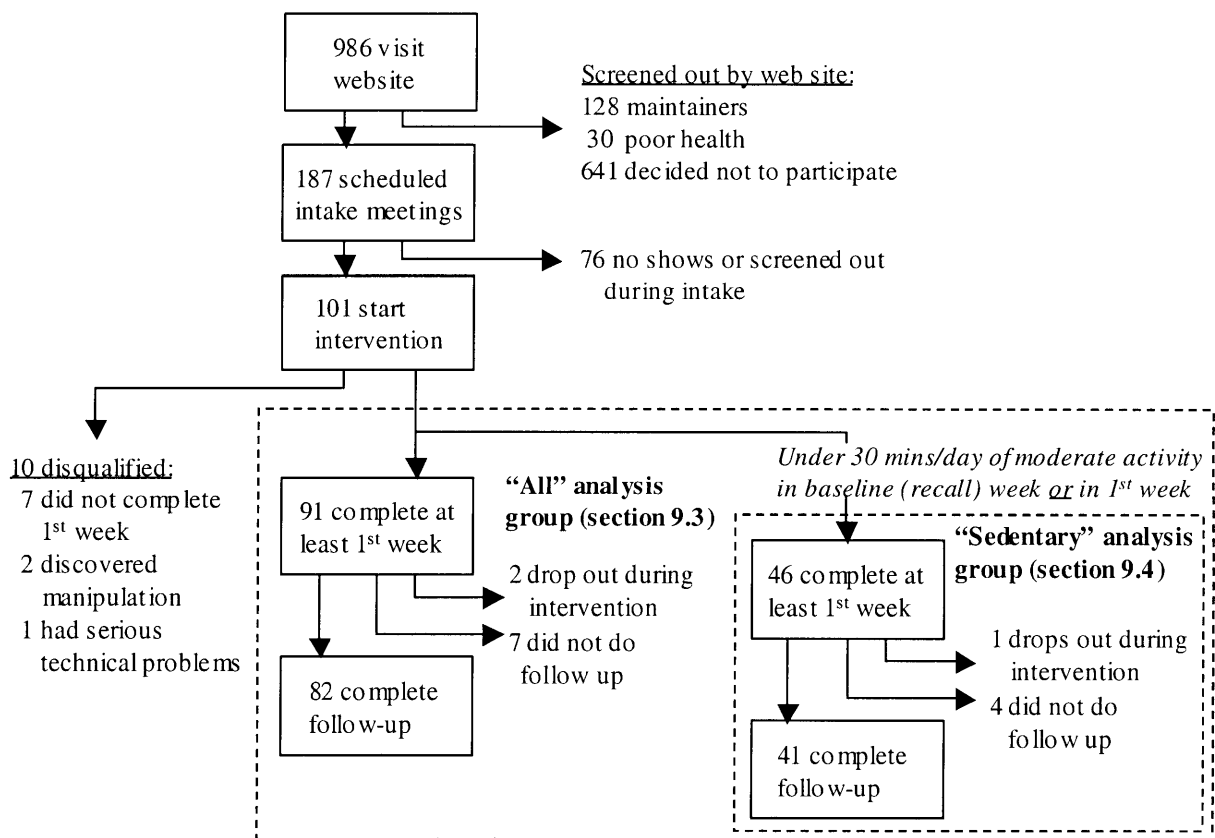 986 visit
website
Screened out by web site:
128 maintainers
30 poor health
641 decided not to participate
187 scheduled
intake meetings
76 no shows or screened out
during intake
101 start
intervention
10 disqualified:
7 did not complete
1st week
2 discovered
manipulation
1 had serious
technical problems
Under 30 mins/day of moderate activity
in baseline (recall) week or in 1st week
"All" analysis
group (section 9.3)
91 complete at
least 1st week
2 drop out during
intervention
7 did not do
follow up
82 complete
follow-up
"Sedentary" analysis
group (section 9.4)
46 complete at
least 1st week
1 drops out during
intervention
4 did not do
follow up
41 complete
follow-up